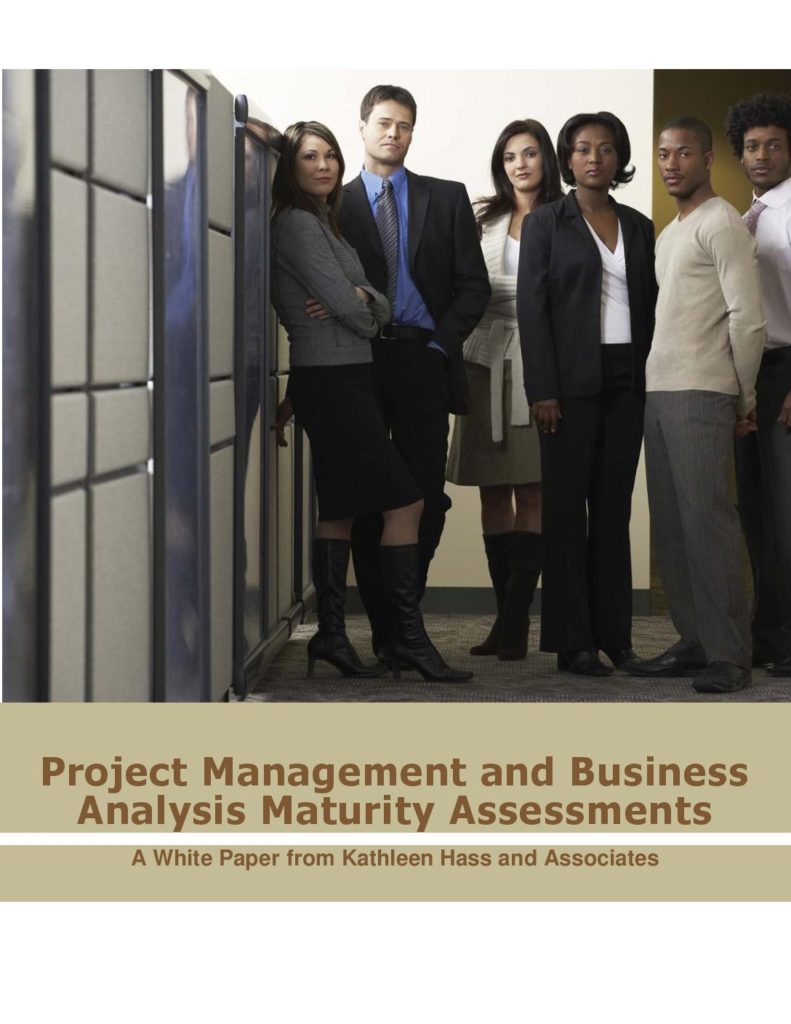 Project Management and Business
Analysis Maturity Assessments
A White Paper from Kathleen Hass and Associates